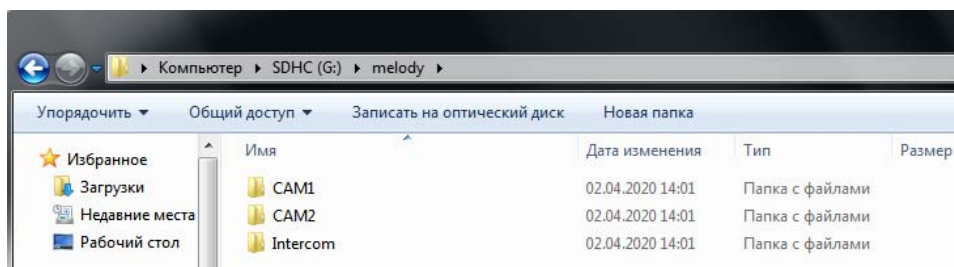 Компьютер ▸ SDHC (G:) ▸ melody ▸
Упорядочить ▾ Общий доступ ▾ Записать на оптический диск Новая папка
Избранное Имя Дата изменения Тип Размер
Загрузки CAM1 02.04.2020 14:01 Папка с файлами
Недавние места CAM2 02.04.2020 14:01 Папка с файлами
Рабочий стол Intercom 02.04.2020 14:01 Папка с файлами